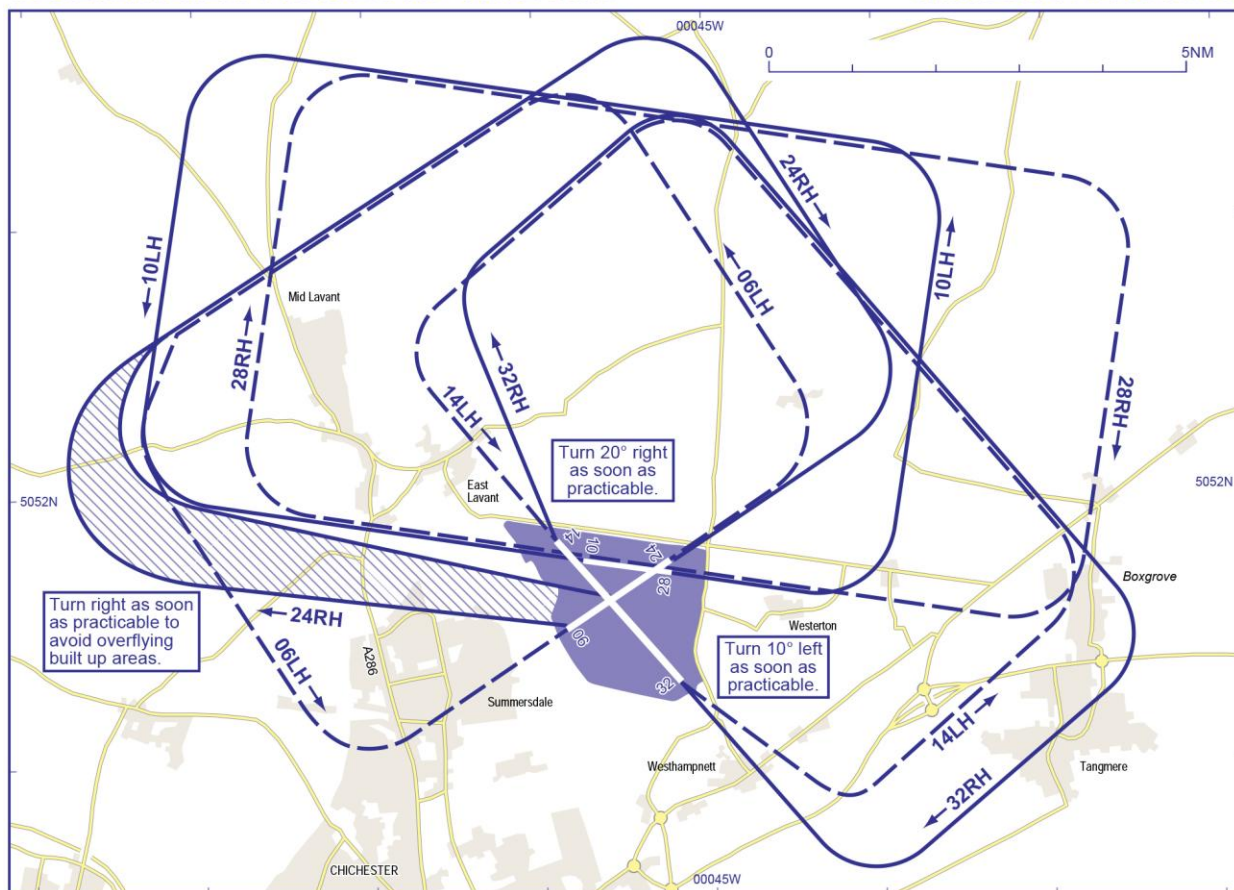 00045W
0
5NM
24RH
10LH
06LH
10LH
Mid Lavant
28RH
32RH
14LH
28RH
Turn 20° right
as soon as
practicable.
East
Lavant
5052N
5052N
14
10
24
28
Boxgrove
Turn right as soon
as practicable to
avoid overflying
built up areas.
24RH
06
Westerton
06LH
A286
Turn 10° left
as soon as
practicable.
32
Summersdale
14LH
Westhampnett
Tangmere
32RH
CHICHESTER
00045W